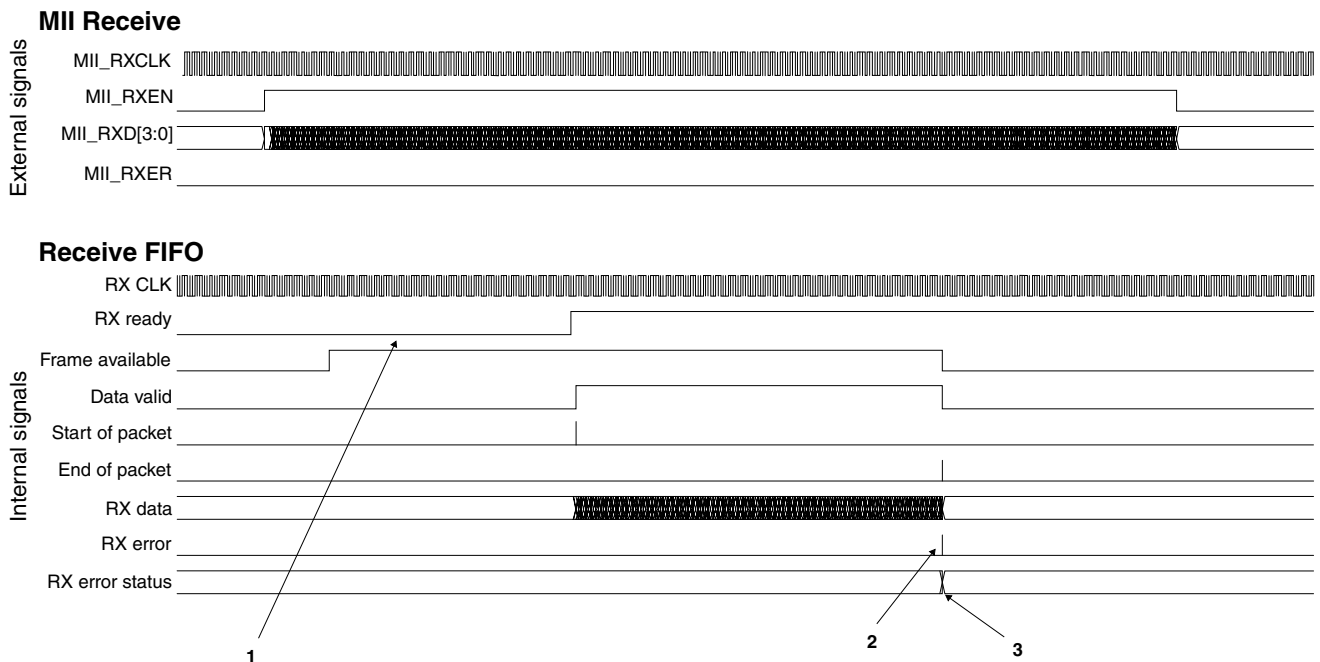 MII Receive
External signals
MII_RXCLK
MII_RXEN
MII_RXD[3:0]
MII_RXER
Receive FIFO
Internal signals
RX CLK
RX ready
Frame available
Data valid
Start of packet
End of packet
RX data
RX error
RX error status
1
2
3